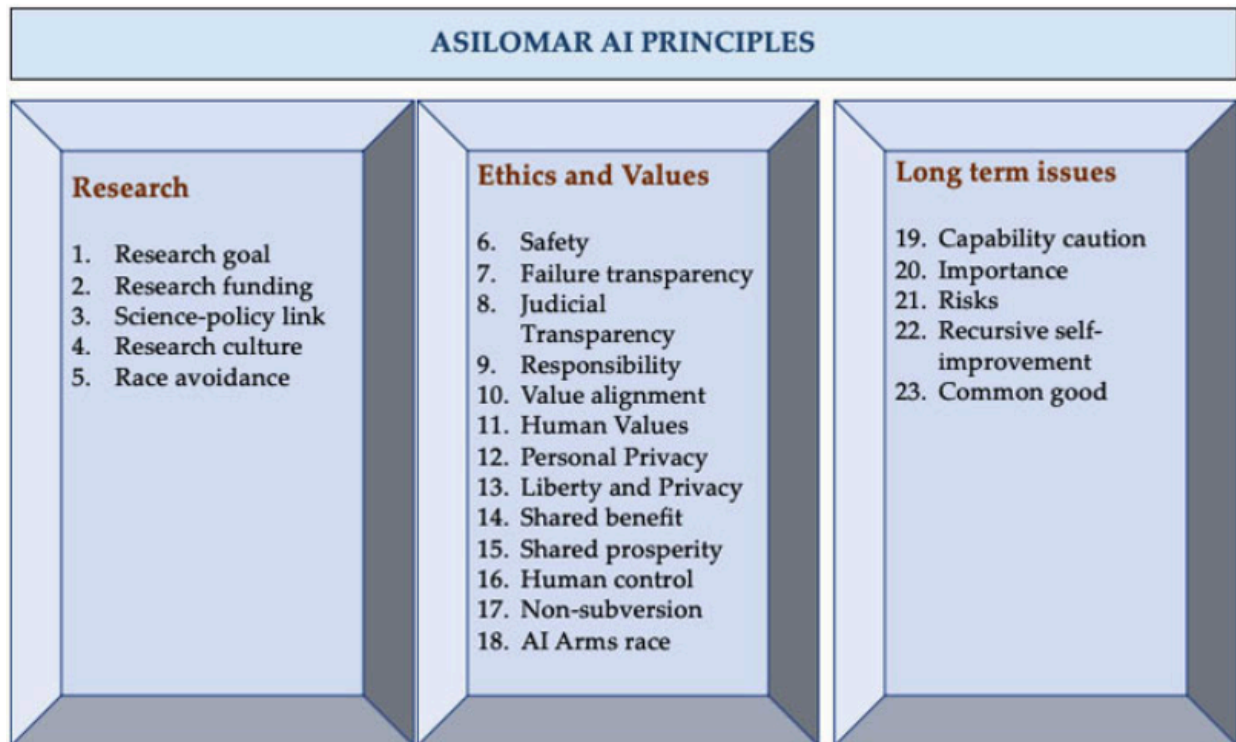 ASILOMAR AI PRINCIPLES
Research
1. Research goal
2. Research funding
3. Science-policy link
4. Research culture
5. Race avoidance
Ethics and Values
6. Safety
7. Failure transparency
8. Judicial
Transparency
9. Responsibility
10. Value alignment
11. Human Values
12. Personal Privacy
13. Liberty and Privacy
14. Shared benefit
15. Shared prosperity
16. Human control
17. Non-subversion
18. AI Arms race
Long term issues
19. Capability caution
20. Importance
21. Risks
22. Recursive self-
improvement
23. Common good